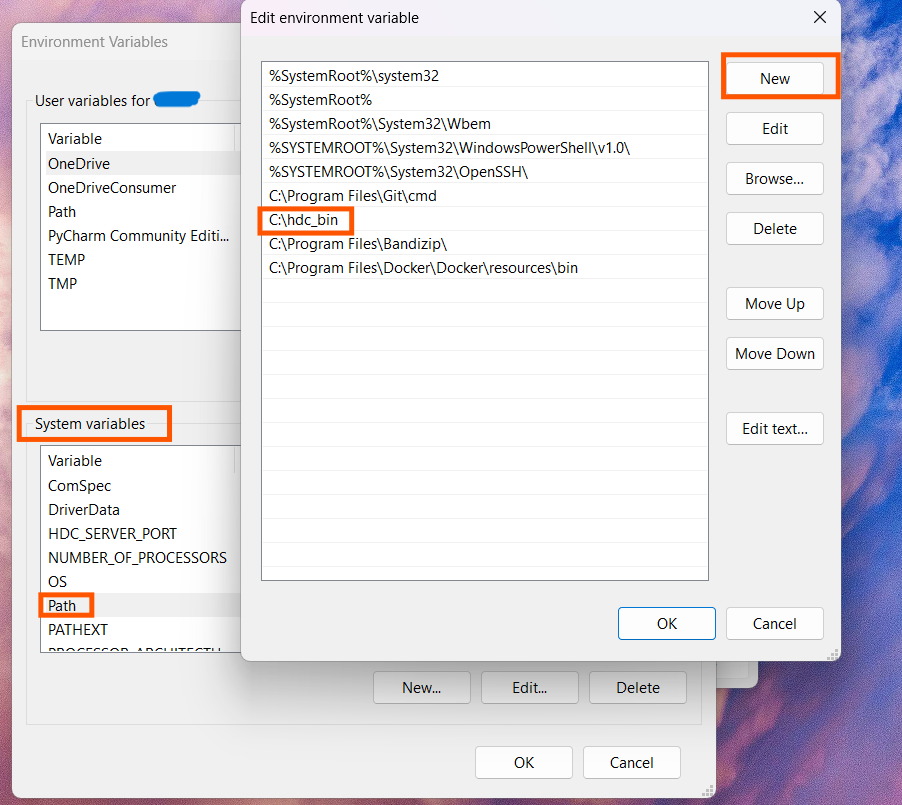 Environment Variables
User variables for
Variable
OneDrive
OneDriveConsumer
Path
PyCharm Community Editi...
TEMP
TMP
System variables
Variable
ComSpec
DriverData
HDC_SERVER_PORT
NUMBER_OF_PROCESSORS
OS
Path
PATHEXT
New...
Edit...
Delete
OK
Cancel
Edit environment variable
%SystemRoot%\system32
%SystemRoot%
%SystemRoot%\System32\Wbem
%SYSTEMROOT%\System32\WindowsPowerShell\v1.0\
%SYSTEMROOT%\System32\OpenSSH\
C:\Program Files\Git\cmd
C:\hdc_bin
C:\Program Files\Bandizip\
C:\Program Files\Docker\Docker\resources\bin
New
Edit
Browse...
Delete
Move Up
Move Down
Edit text...
OK
Cancel